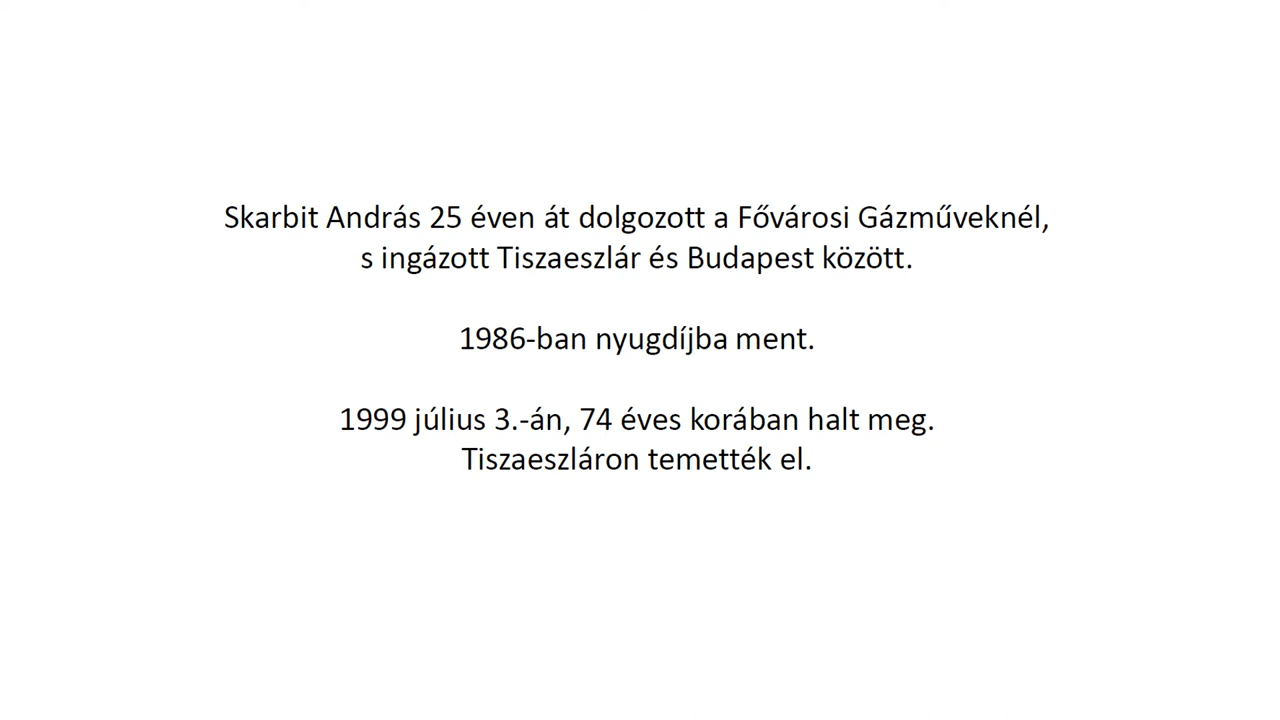 Skarbit András 25 éven át dolgozott a Fővárosi Gázműveknél,
s ingázott Tiszaeszlár és Budapest között.
1986-ban nyugdíjba ment.
1999 július 3.-án, 74 éves korában halt meg.
Tiszaeszláron temették el.